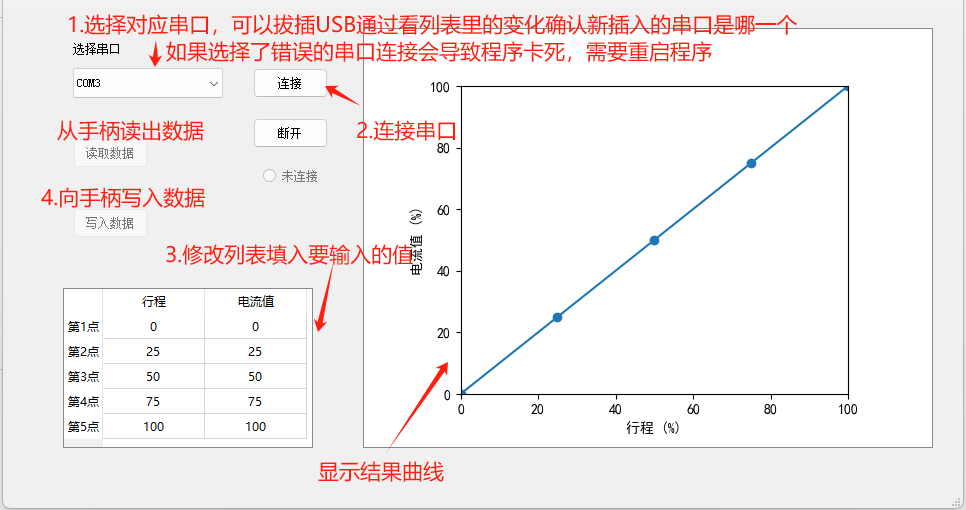 1.选择对应串口，可以拔插USB通过看列表里的变化确认新插入的串口是哪一个
选择串口
如果选择了错误的串口连接会导致程序卡死，需要重启程序
COM3
连接
从手柄读出数据
断开
2.连接串口
读取数据
未连接
4.向手柄写入数据
写入数据
3.修改列表填入要输入的值
行程 电流值
第1点 0 0
第2点 25 25
第3点 50 50
第4点 75 75
第5点 100 100
电流值 (%)
100
80
60
40
20
0
0 20 40 60 80 100
行程 (%)
显示结果曲线